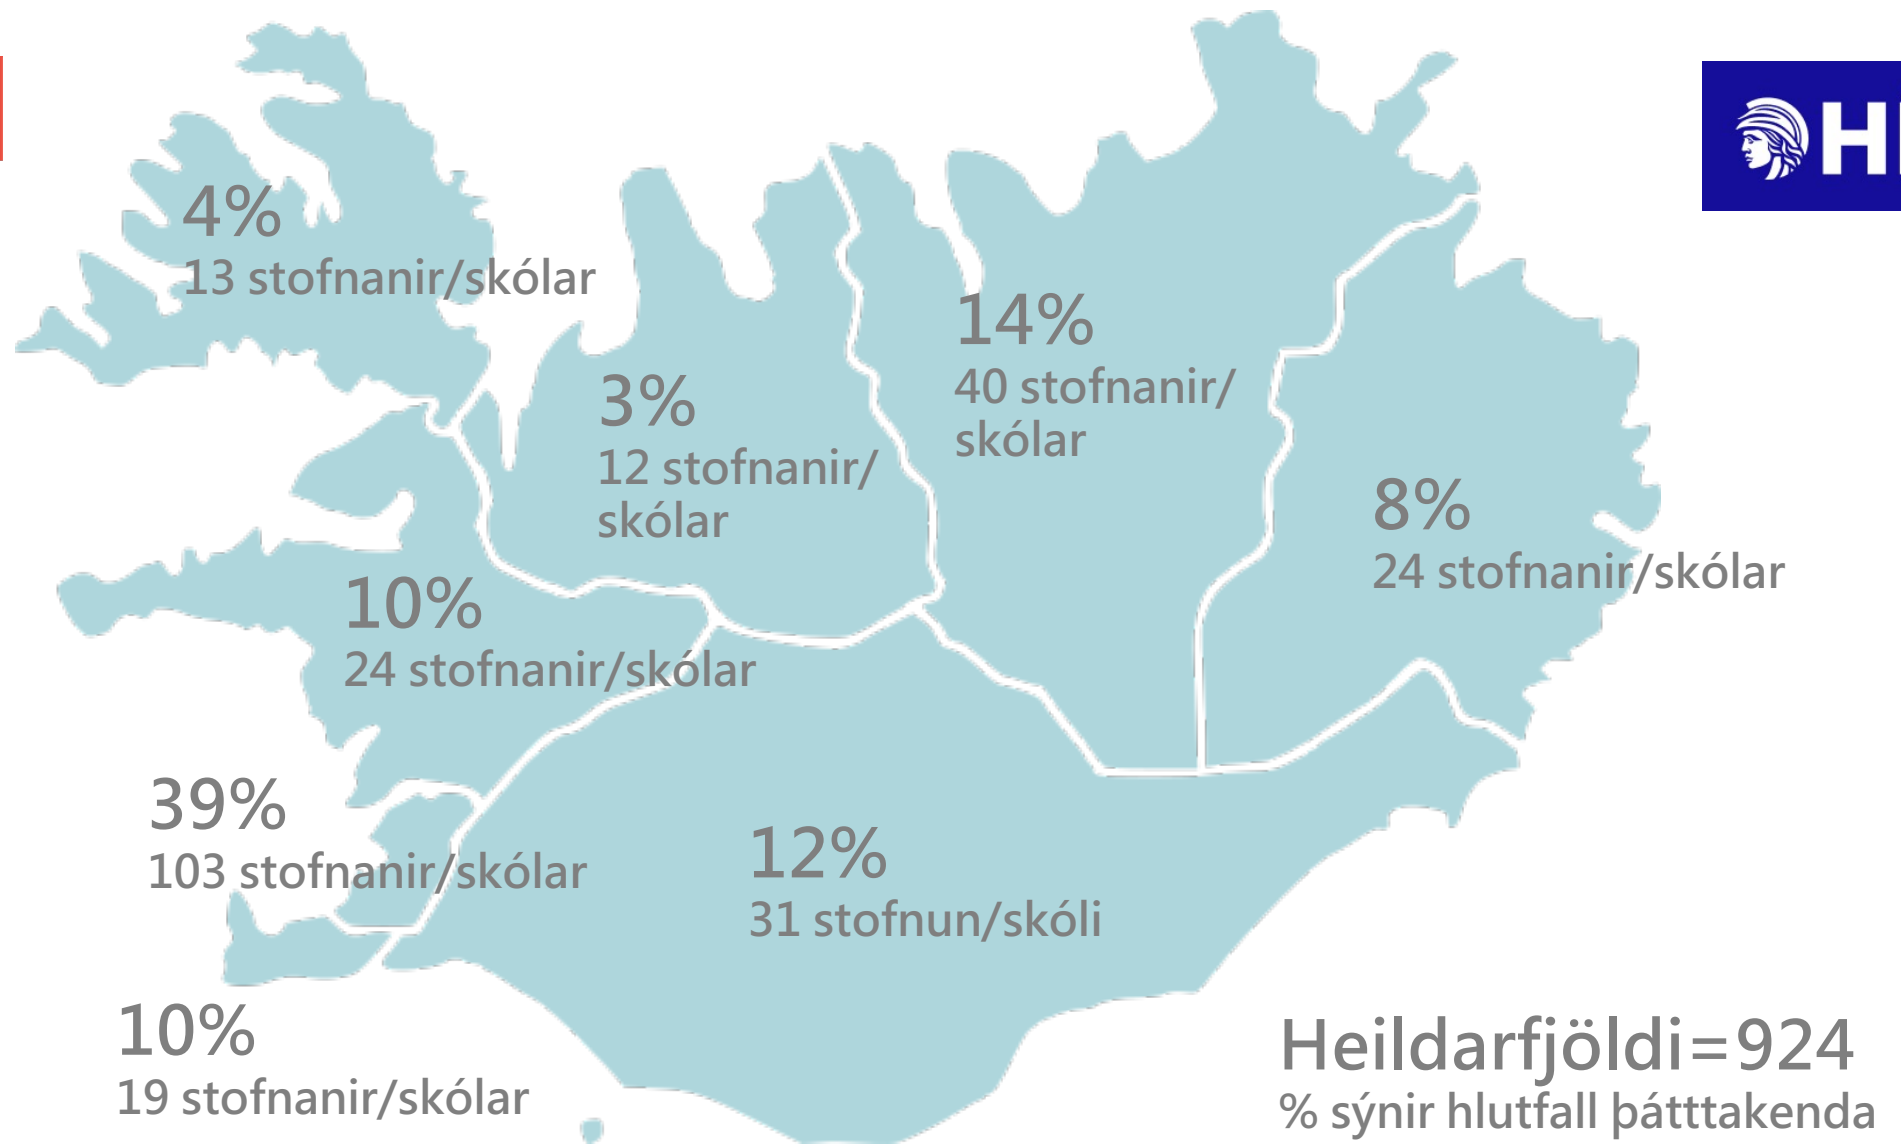 4%
13 stofnanir/skólar
14%
40 stofnanir/
skólar
3%
12 stofnanir/
skólar
8%
24 stofnanir/skólar
10%
24 stofnanir/skólar
39%
103 stofnanir/skólar
12%
31 stofnun/skóli
10%
19 stofnanir/skólar
Heildarfjöldi=924
% sýnir hlutfall þátttakenda